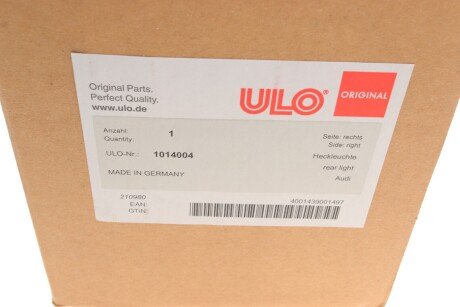 Original Parts.
Perfect Quality.
www.ulo.de
ULO®
ORIGINAL
Anzahl: 1
Quantity:
Seite: rechts
Side: right
ULO-Nr.: 1014004
Heckleuchte
rear light
MADE IN GERMANY
Audi
210980
EAN
GTIN:
4001439001497